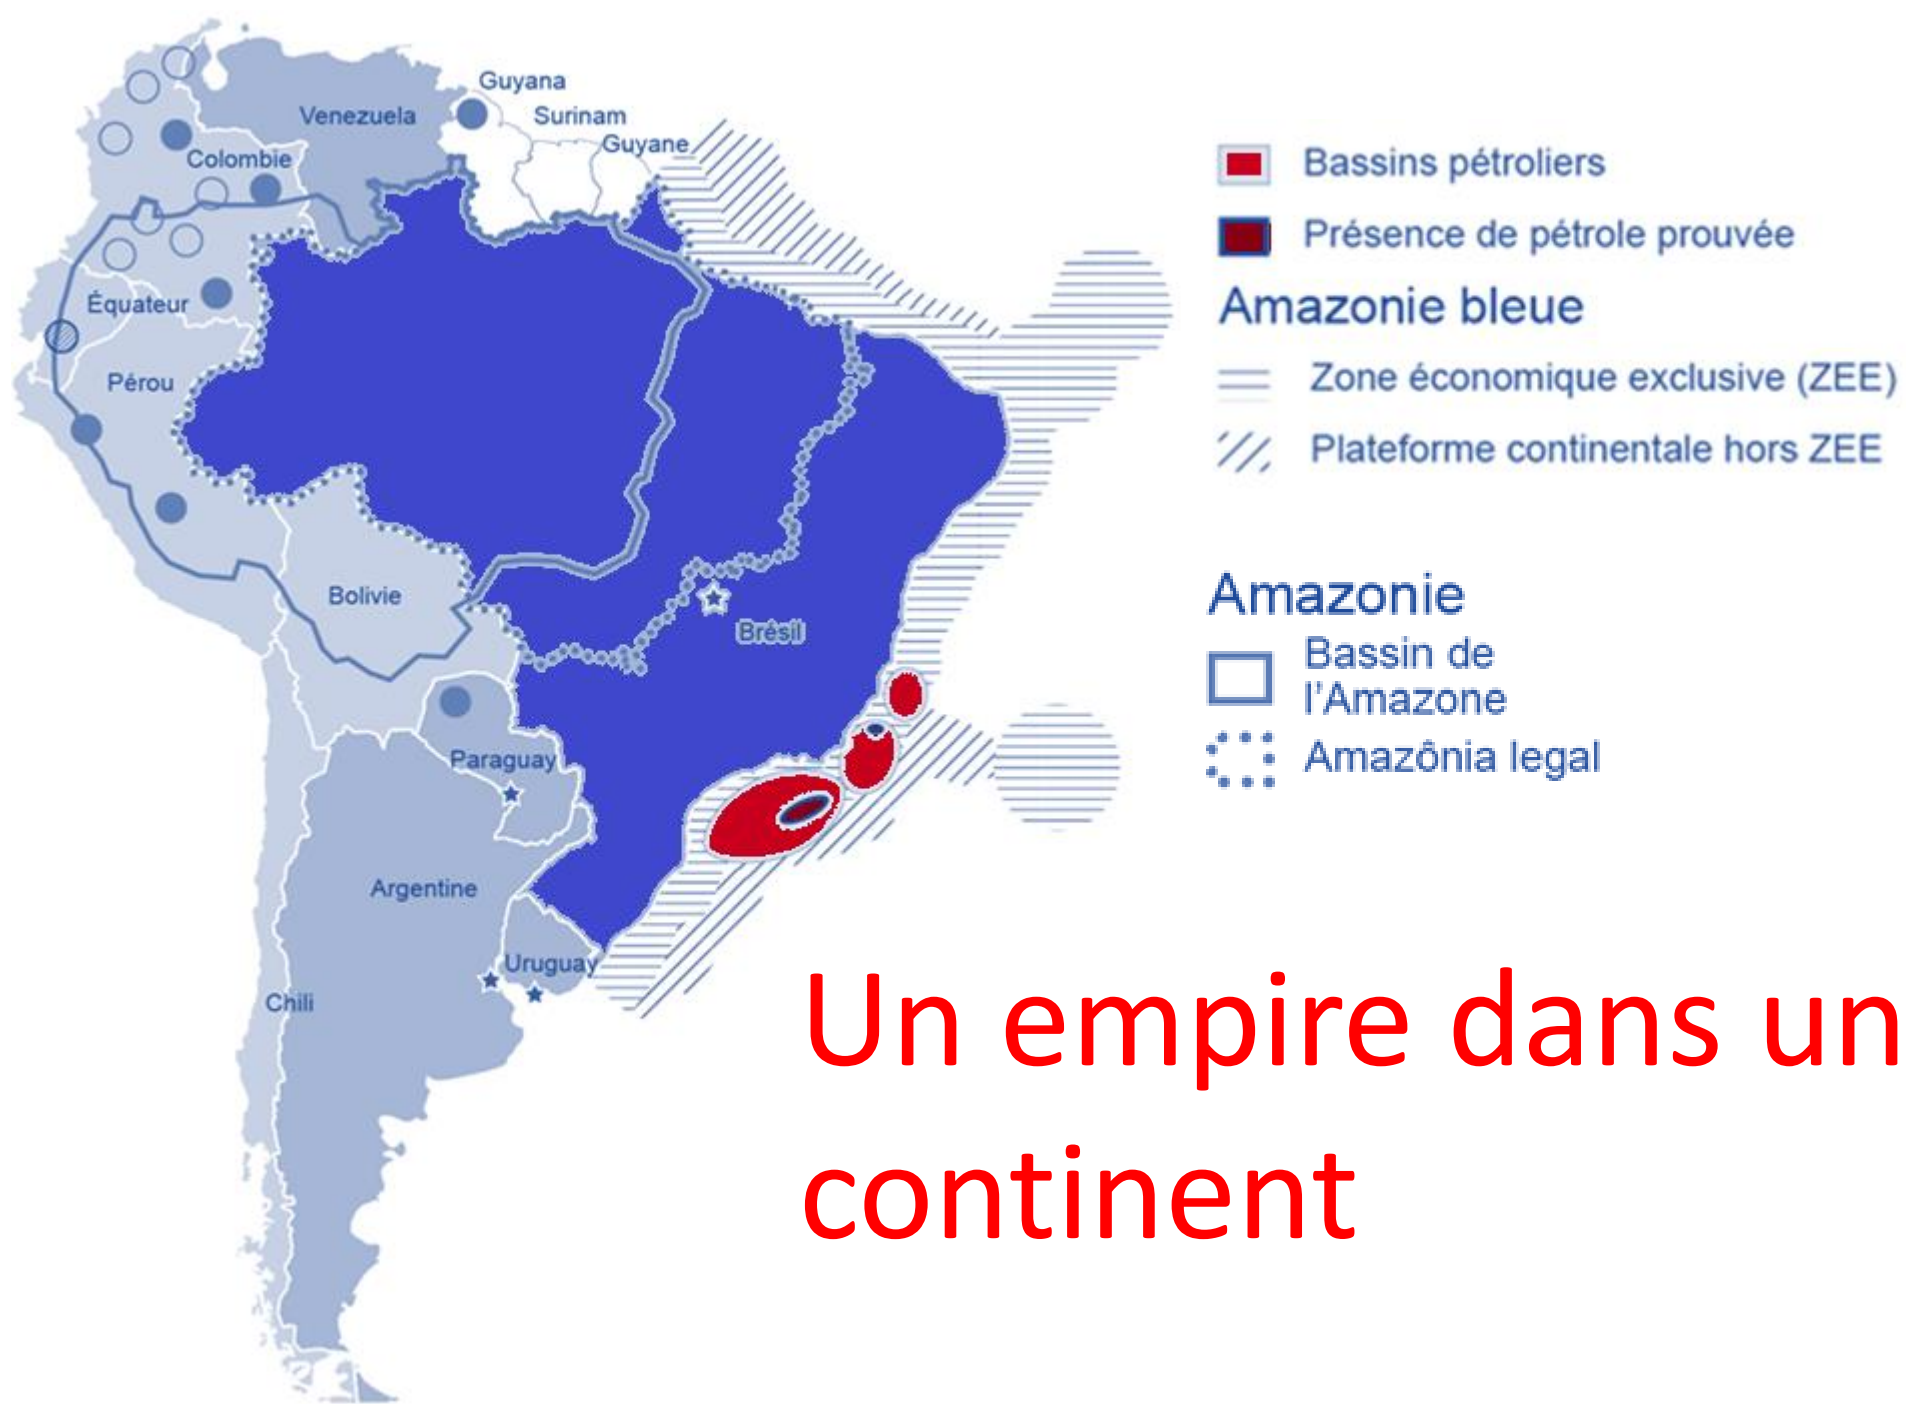 Guyana
Surinam
Guyane
Venezuela
Colombie
Équateur
Pérou
Bolivie
Brésil
Paraguay
Argentine
Uruguay
Chili
Bassins pétroliers
Présence de pétrole prouvée
Amazonie bleue
Zone économique exclusive (ZEE)
Plateforme continentale hors ZEE
Amazonie
Bassin de
l'Amazone
Amazônia legal
Un empire dans un
continent